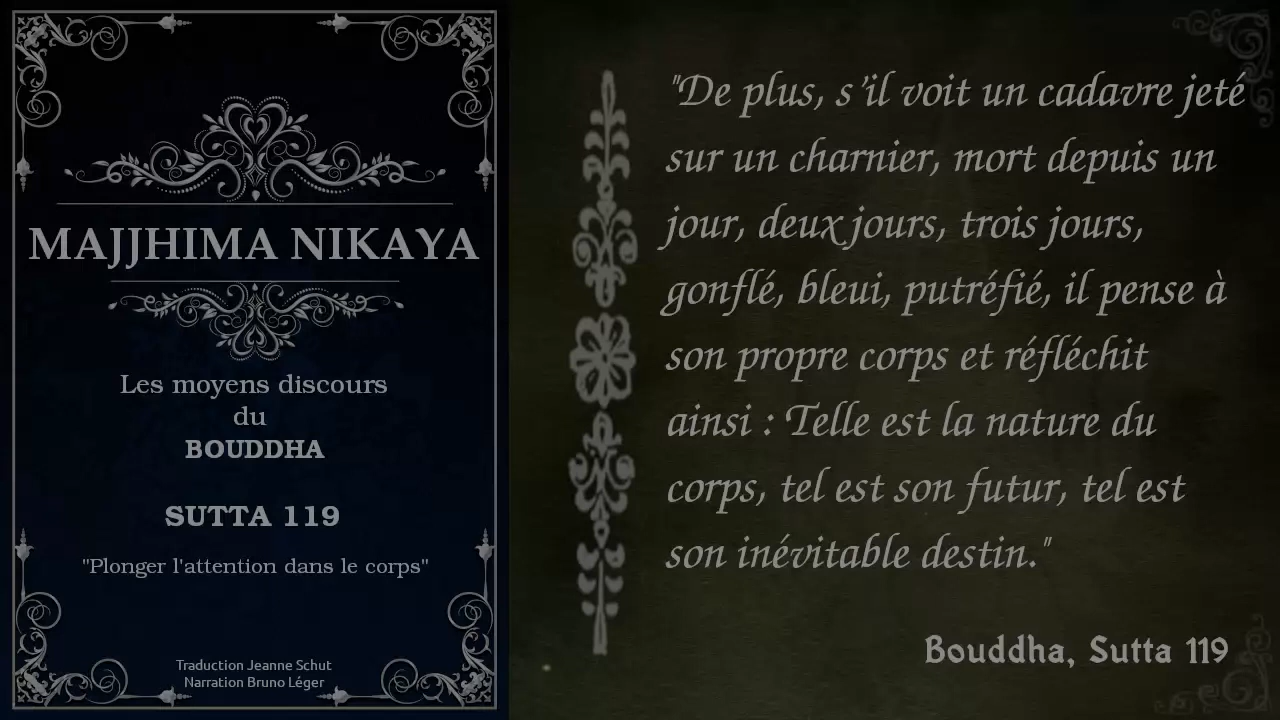 MAJJHIMA NIKAYA
Les moyens discours
du
BOUDDHA
SUTTA 119
"Plonger l'attention dans le corps"
Traduction Jeanne Schut
Narration Bruno Léger
"De plus, s'il voit un cadavre jeté
sur un charnier, mort depuis un
jour, deux jours, trois jours,
gonflé, bleui, putréfié, il pense à
son propre corps et réfléchit
ainsi : Telle est la nature du
corps, tel est son futur, tel est
son inévitable destin."
Bouddha, Sutta 119